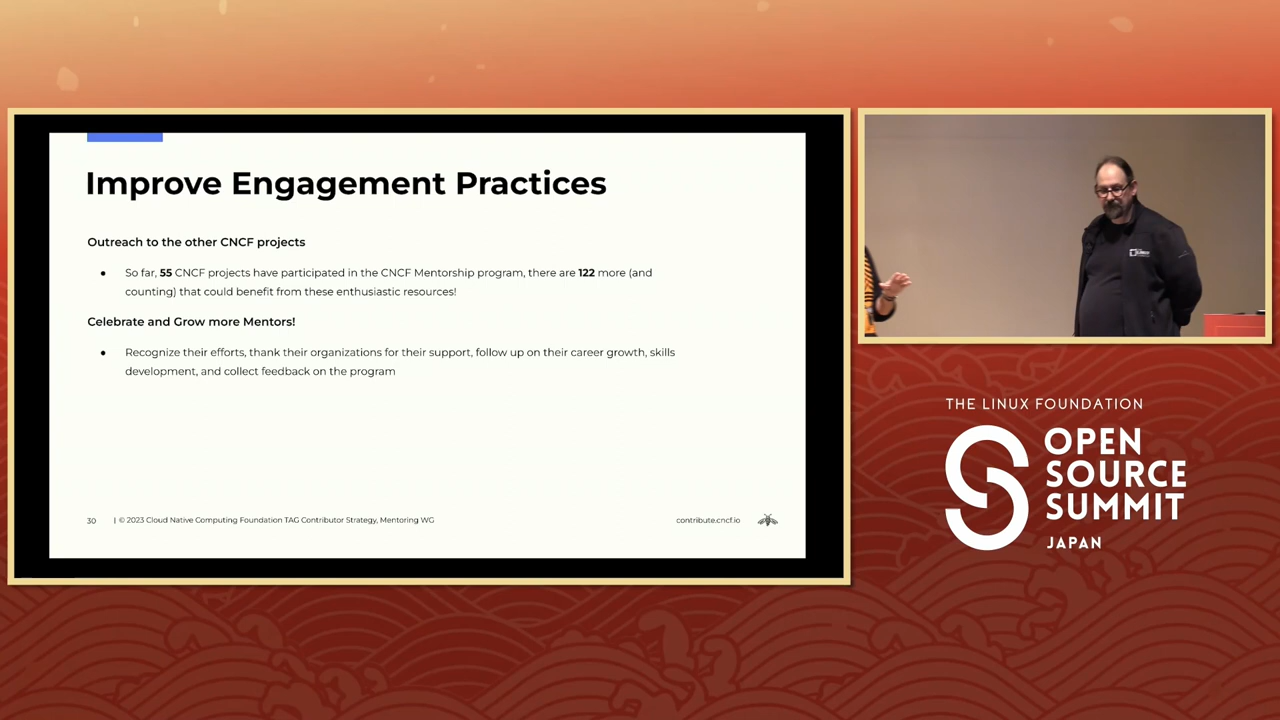 Improve Engagement Practices
Outreach to the other CNCF projects
● So far, 55 CNCF projects have participated in the CNCF Mentorship program, there are 122 more (and
counting) that could benefit from these enthusiastic resources!
Celebrate and Grow more Mentors!
● Recognize their efforts, thank their organizations for their support, follow up on their career growth, skills
development, and collect feedback on the program
30 | © 2023 Cloud Native Computing Foundation TAG Contributor Strategy, Mentoring WG
contribute.cncf.io
THE LINUX FOUNDATION
OPEN
SOURCE
SUMMIT
JAPAN